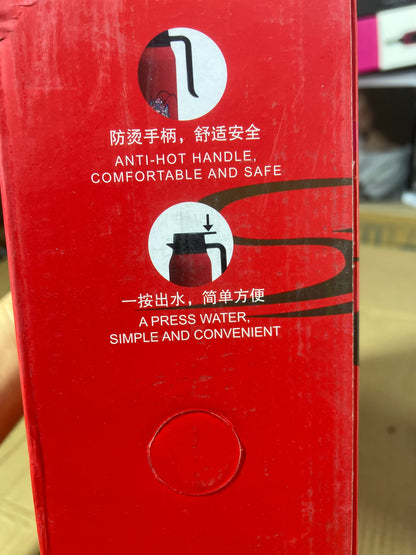 防烫手柄，舒适安全
ANTI-HOT HANDLE,
COMFORTABLE AND SAFE
一按出水，简单方便
A PRESS WATER,
SIMPLE AND CONVENIENT